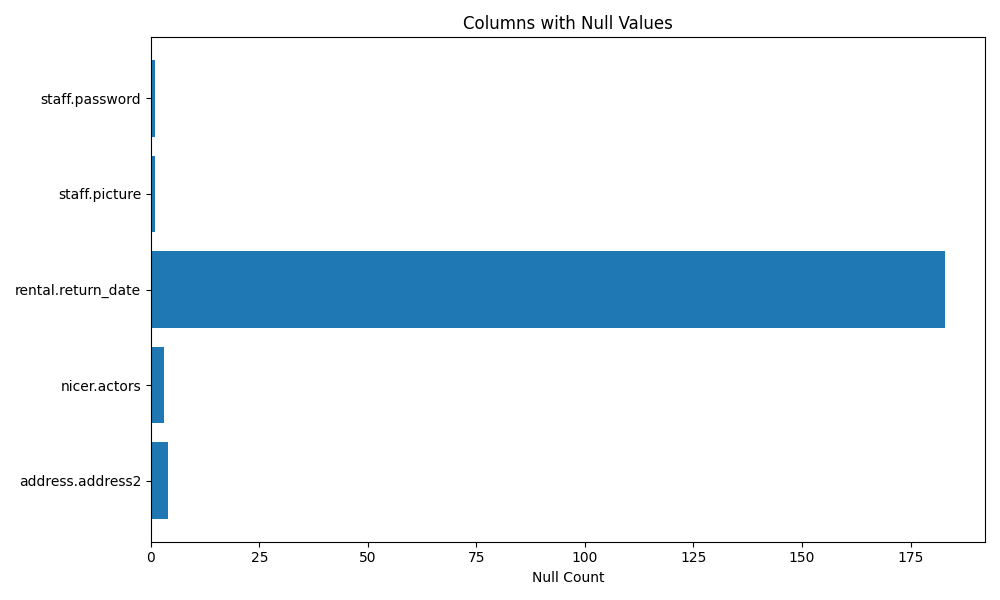 Columns with Null Values
staff.password
staff.picture
rental.return_date
nicer.actors
address.address2
0 25 50 75 100 125 150 175
Null Count